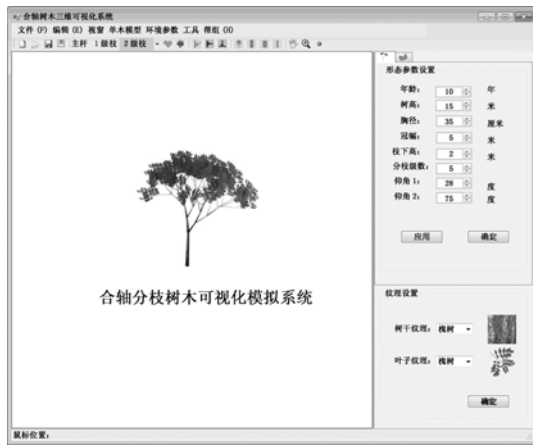 合轴树木三维可视化系统
文件 (F) 编辑 (E) 视窗 单木模型 环境参数 工具 帮组 (H)
主杆 1级枝 2级枝
形态参数设置
年龄: 10 年
树高: 15 米
胸径: 35 厘米
冠幅: 5 米
枝下高: 2 米
分枝级数: 5
仰角1: 28 度
仰角2: 75 度
应用 确定
合轴分枝树木可视化模拟系统
纹理设置
树干纹理: 槐树
叶子纹理: 槐树
确定
鼠标位置: